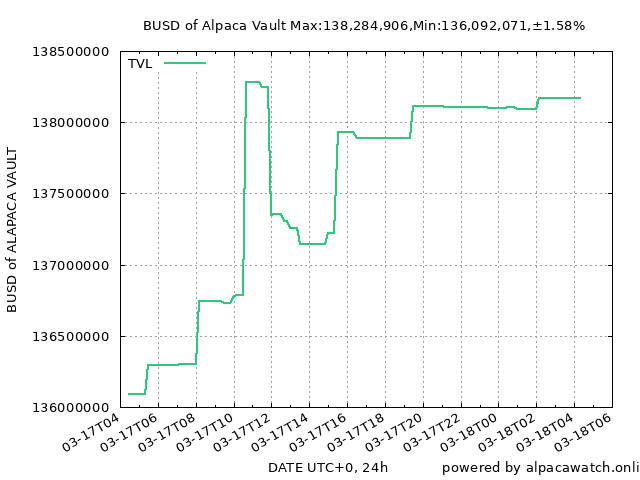 BUSD of Alpaca Vault Max:138,284,906,Min:136,092,071,±1.58%
138500000
TVL
138000000
137500000
137000000
136500000
136000000
BUSD of ALAPACA VAULT
03-17T04
03-17T06
03-17T08
03-17T10
03-17T12
03-17T14
03-17T16
03-17T18
03-17T20
03-17T22
03-18T00
03-18T02
03-18T04
03-18T06
DATE UTC+0, 24h
powered by alpacawatch.onli